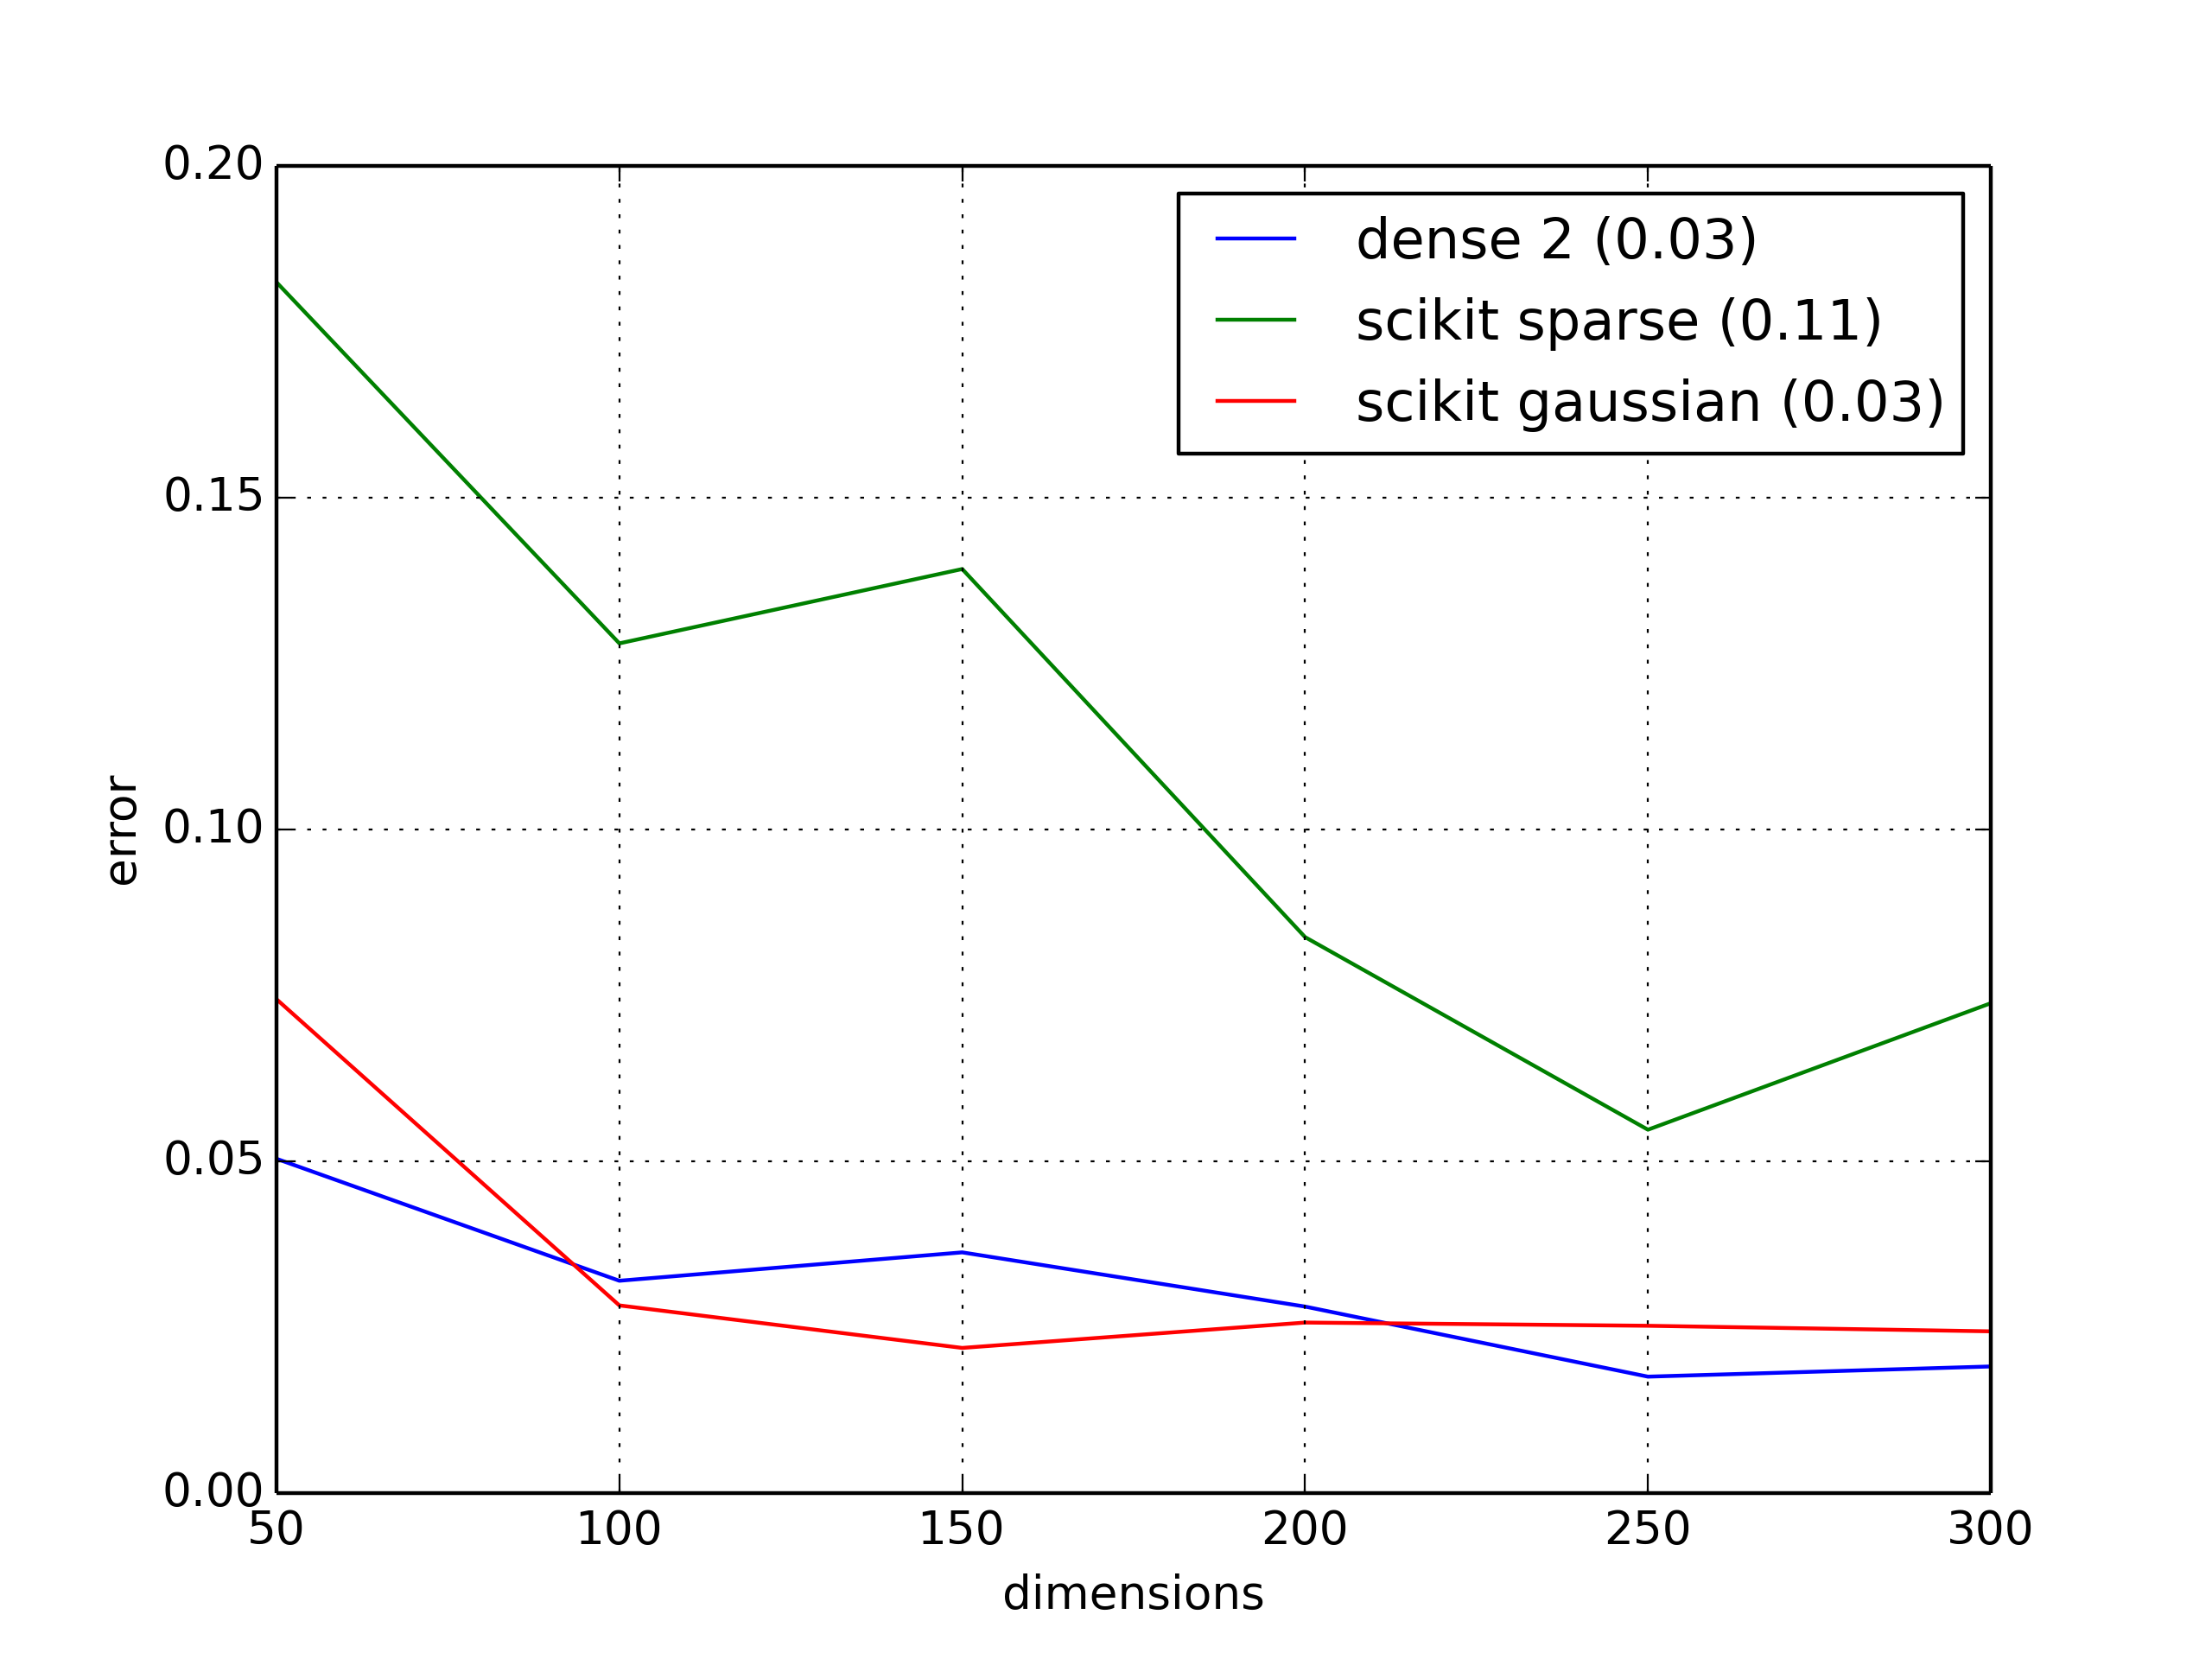 0.20
dense 2 (0.03)
scikit sparse (0.11)
scikit gaussian (0.03)
0.15
0.10
error
0.05
0.00
50 100 150 200 250 300
dimensions